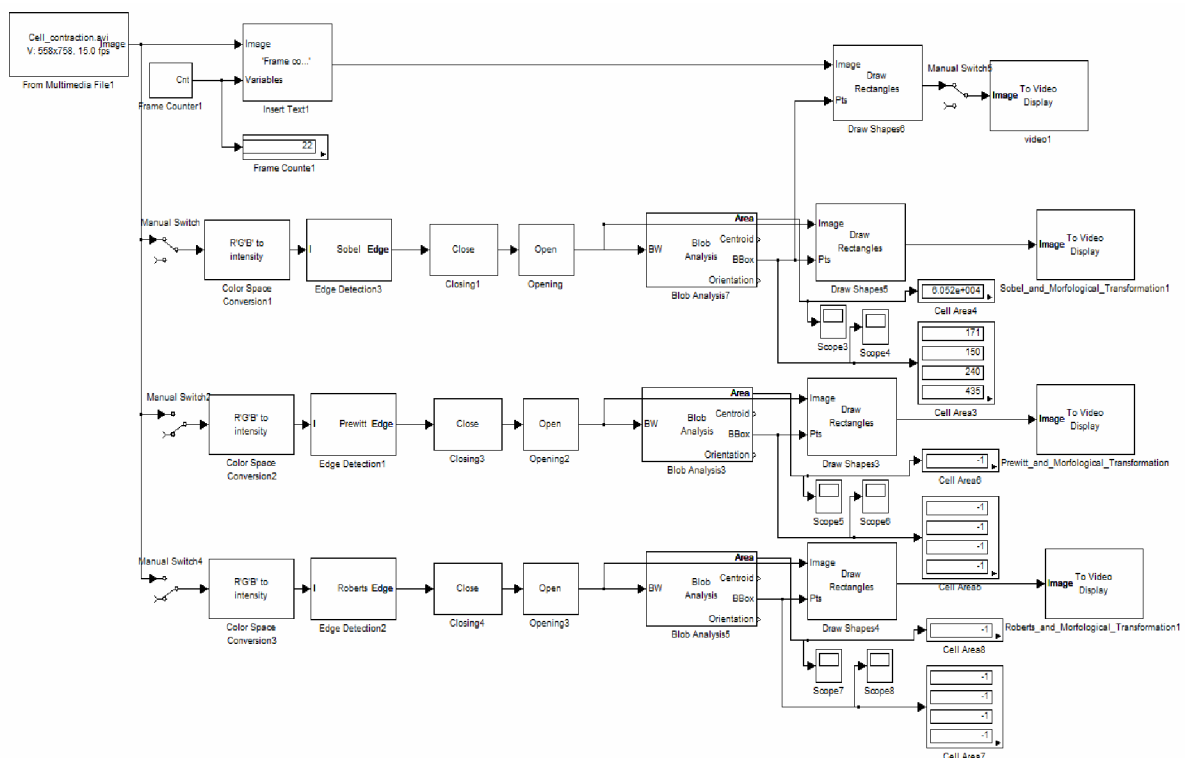 Cell_contraction.avi
V: 558x758, 15.0 fps
Image
From Multimedia File1
Cnt
Frame Counter1
Image
'Frame co...'
Variables
Insert Text1
22
Frame Counte1
Image
Draw
Rectangles
Pts
Draw Shapes6
Manual Switch5
Image
To Video
Display
video1
Manual Switch
R'G'B' to
intensity
Color Space
Conversion1
I
Sobel
Edge
Edge Detection3
Close
Closing1
Open
Opening
BW
Blob
Analysis
Area
Centroid
BBox
Orientation
Blob Analysis7
Image
Draw
Rectangles
Pts
Draw Shapes5
Image
To Video
Display
Sobel_and_Morfological_Transformation1
6.052e+004
Cell Area4
Scope3
Scope4
171
150
240
435
Cell Area3
Manual Switch2
R'G'B' to
intensity
Color Space
Conversion2
I
Prewitt
Edge
Edge Detection1
Close
Closing3
Open
Opening2
BW
Blob
Analysis
Area
Centroid
BBox
Orientation
Blob Analysis3
Image
Draw
Rectangles
Pts
Draw Shapes3
Image
To Video
Display
Prewitt_and_Morfological_Transformation
-1
Cell Area6
Scope5
Scope6
-1
-1
-1
-1
Cell Area5
Manual Switch4
R'G'B' to
intensity
Color Space
Conversion3
I
Roberts
Edge
Edge Detection2
Close
Closing4
Open
Opening3
BW
Blob
Analysis
Area
Centroid
BBox
Orientation
Blob Analysis5
Image
Draw
Rectangles
Pts
Draw Shapes4
Image
To Video
Display
Roberts_and_Morfological_Transformation1
-1
Cell Area8
Scope7
Scope8
-1
-1
-1
-1
Cell Area7